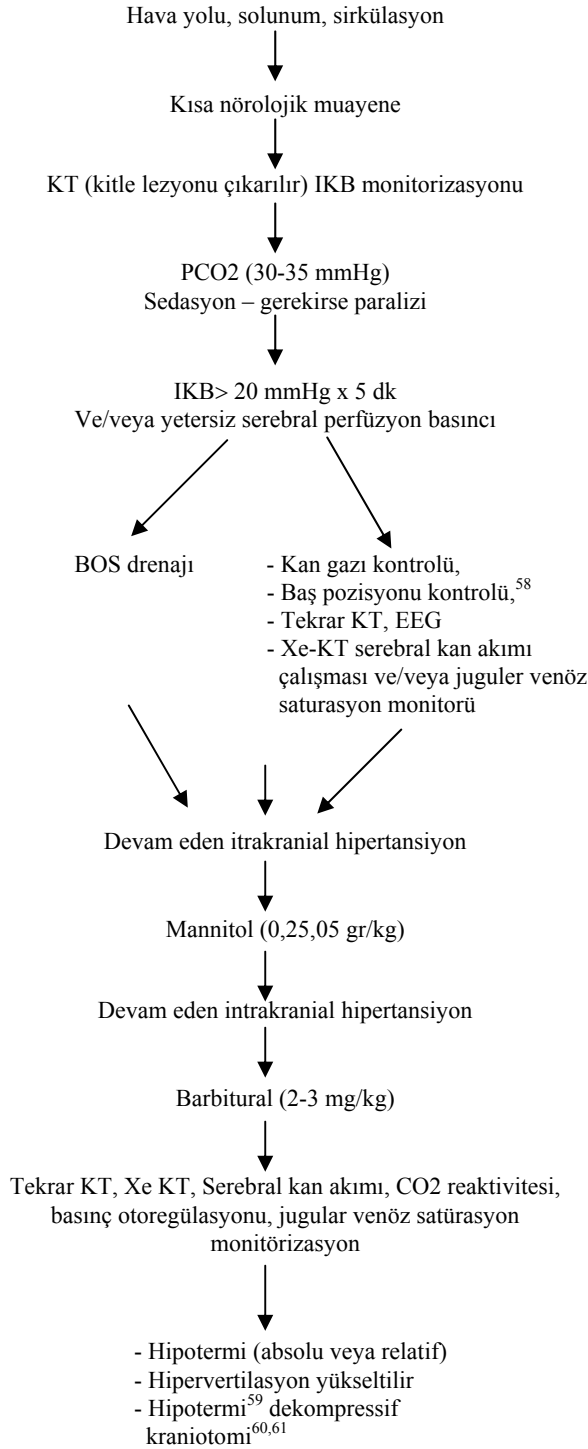 Hava yolu, solunum, sirkülasyon
Kısa nörolojik muayene
KT (kitle lezyonu çıkarılır) IKB monitorizasyonu
PCO2 (30-35 mmHg)
Sedasyon – gerekirse paralizi
IKB> 20 mmHg x 5 dk
Ve/veya yetersiz serebral perfüzyon basıncı
BOS drenajı
- Kan gazı kontrolü,
- Baş pozisyonu kontrolü,58
- Tekrar KT, EEG
- Xe-KT serebral kan akımı
çalışması ve/veya juguler venöz
saturasyon monitorü
Devam eden itrakranial hipertansiyon
Mannitol (0,25,05 gr/kg)
Devam eden intrakranial hipertansiyon
Barbitural (2-3 mg/kg)
Tekrar KT, Xe KT, Serebral kan akımı, CO2 reaktivitesi,
basınç otoregülasyonu, jugular venöz satürasyon
monitörizasyon
- Hipotermi (absolu veya relatif)
- Hipervertilasyon yükseltilir
- Hipotermi59 dekompressif
kraniotomi60,61